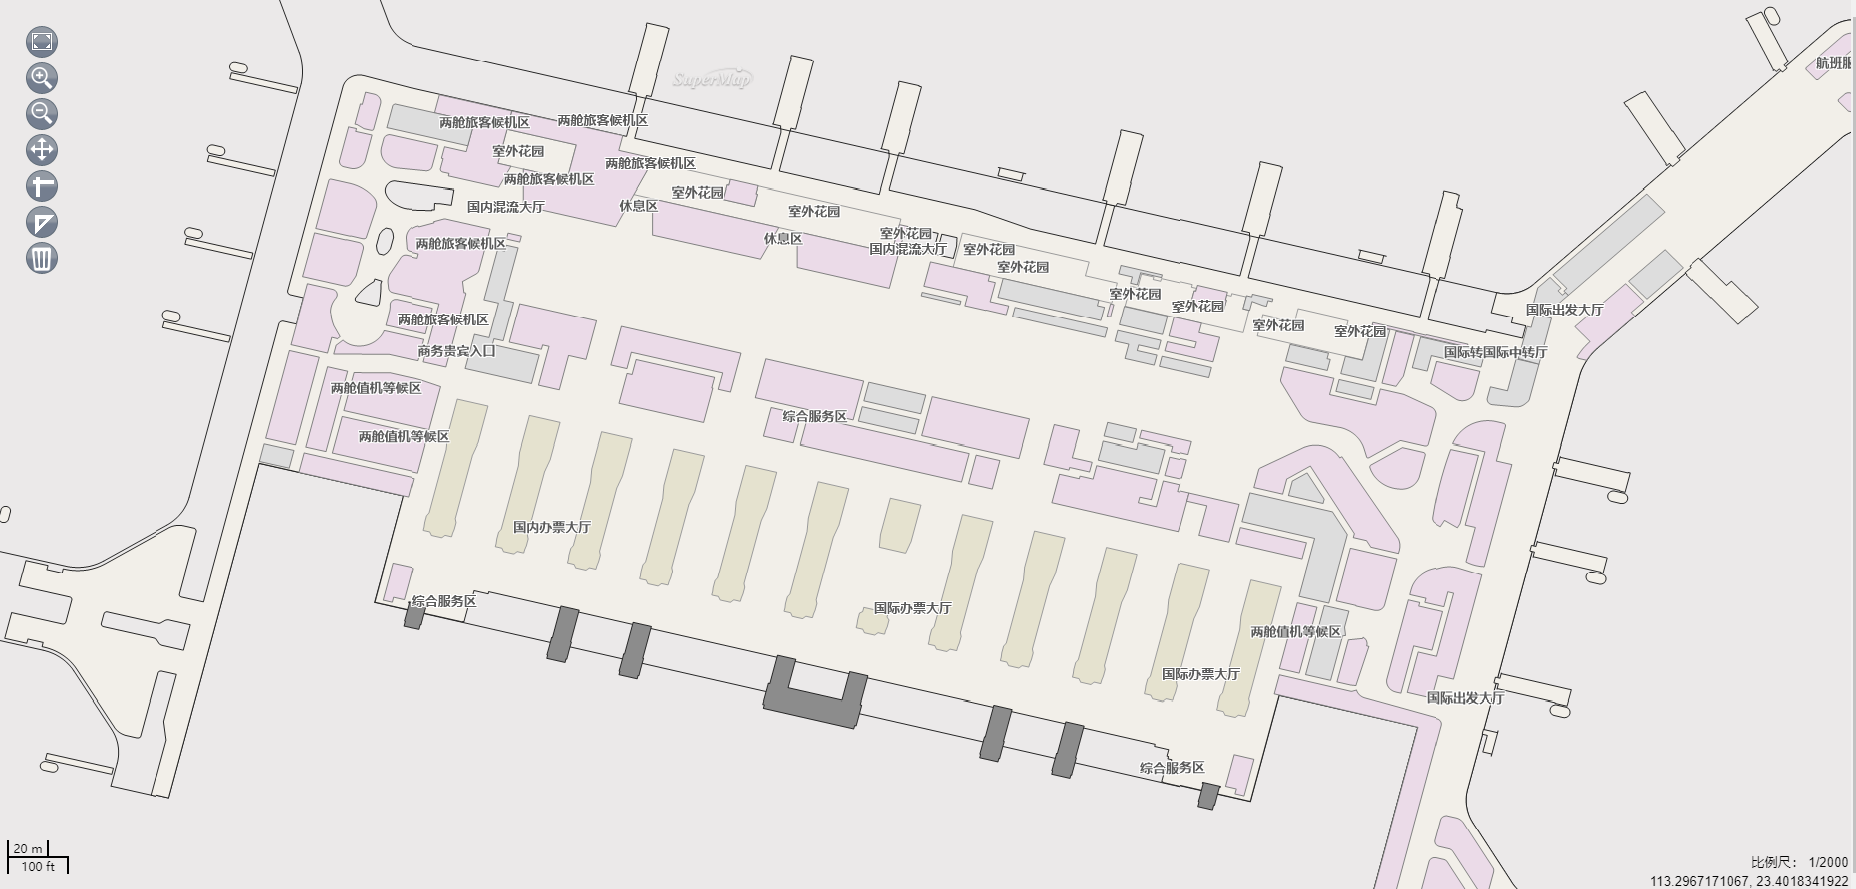 SuperMap
航班服
两舱旅客候机区
两舱旅客候机区
室外花园
两舱旅客候机区
两舱旅客候机区
室外花园
国内混流大厅
休息区
室外花园
室外花园
休息区
国内混流大厅
两舱旅客候机区
室外花园
室外花园
室外花园
室外花园
国际出发大厅
两舱旅客候机区
室外花园
室外花园
商务贵宾入口
国际转国际中转厅
两舱值机等候区
综合服务区
两舱值机等候区
国内办票大厅
综合服务区
国际办票大厅
两舱值机等候区
国际办票大厅
国际出发大厅
综合服务区
20 m
100 ft
比例尺： 1/2000
113.2967171067, 23.4018341922